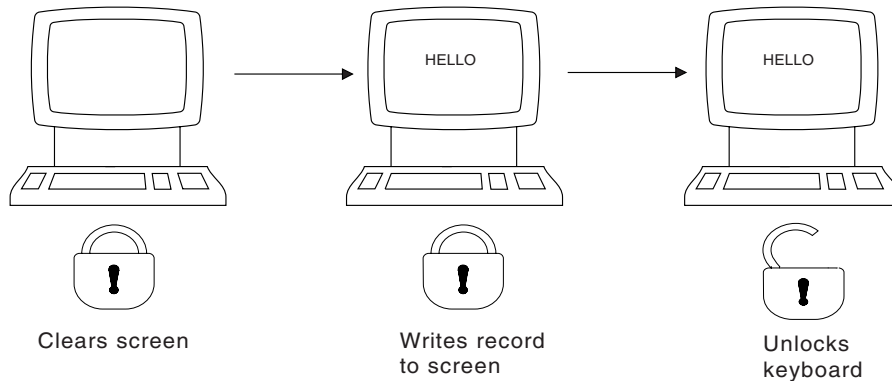 HELLO
HELLO
Clears screen
Writes record
to screen
Unlocks
keyboard